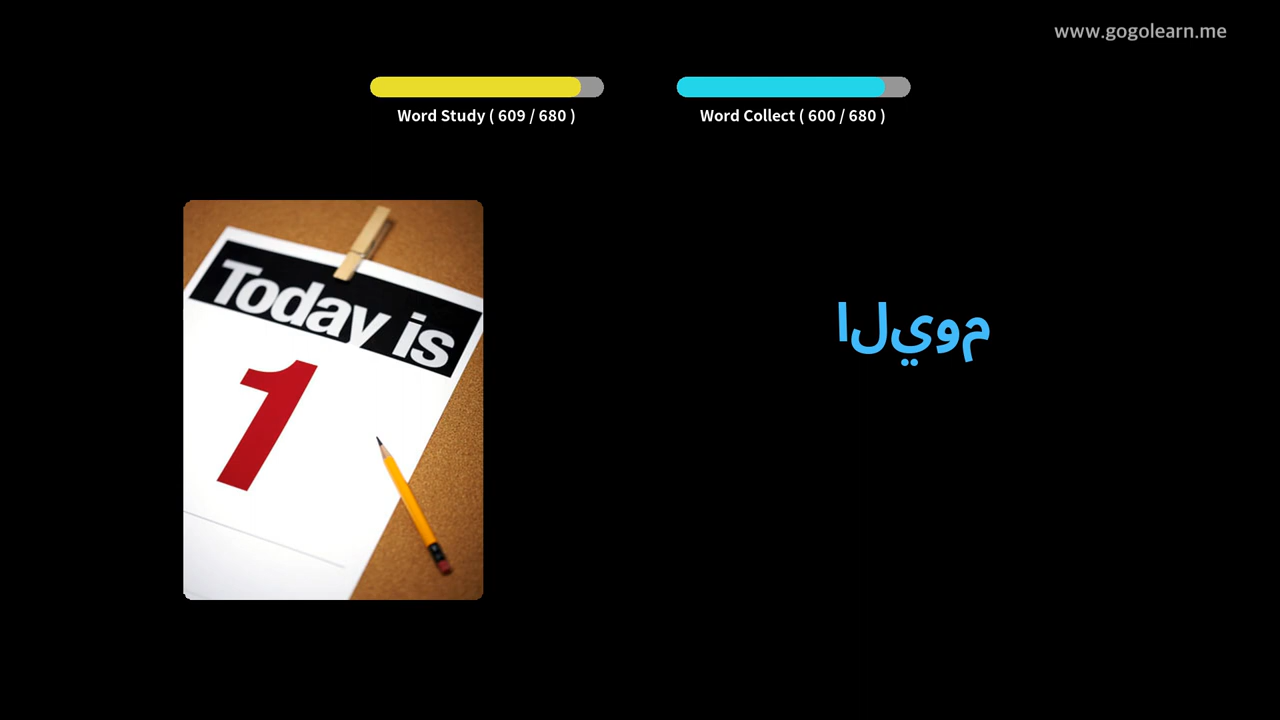 www.gogolearn.me
Word Study ( 609 / 680 )
Word Collect ( 600 / 680 )
Today is
1
اليوم